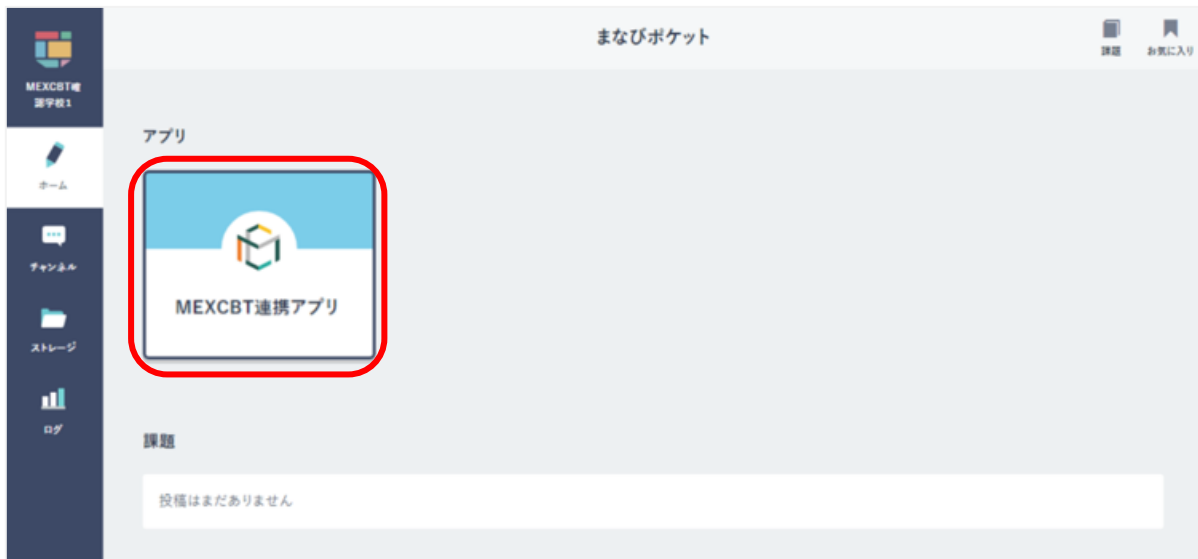 まなびポケット
課題
お気に入り
MEXCBT確
認学校1
ホーム
チャンネル
ストレージ
ログ
アプリ
MEXCBT連携アプリ
課題
投稿はまだありません